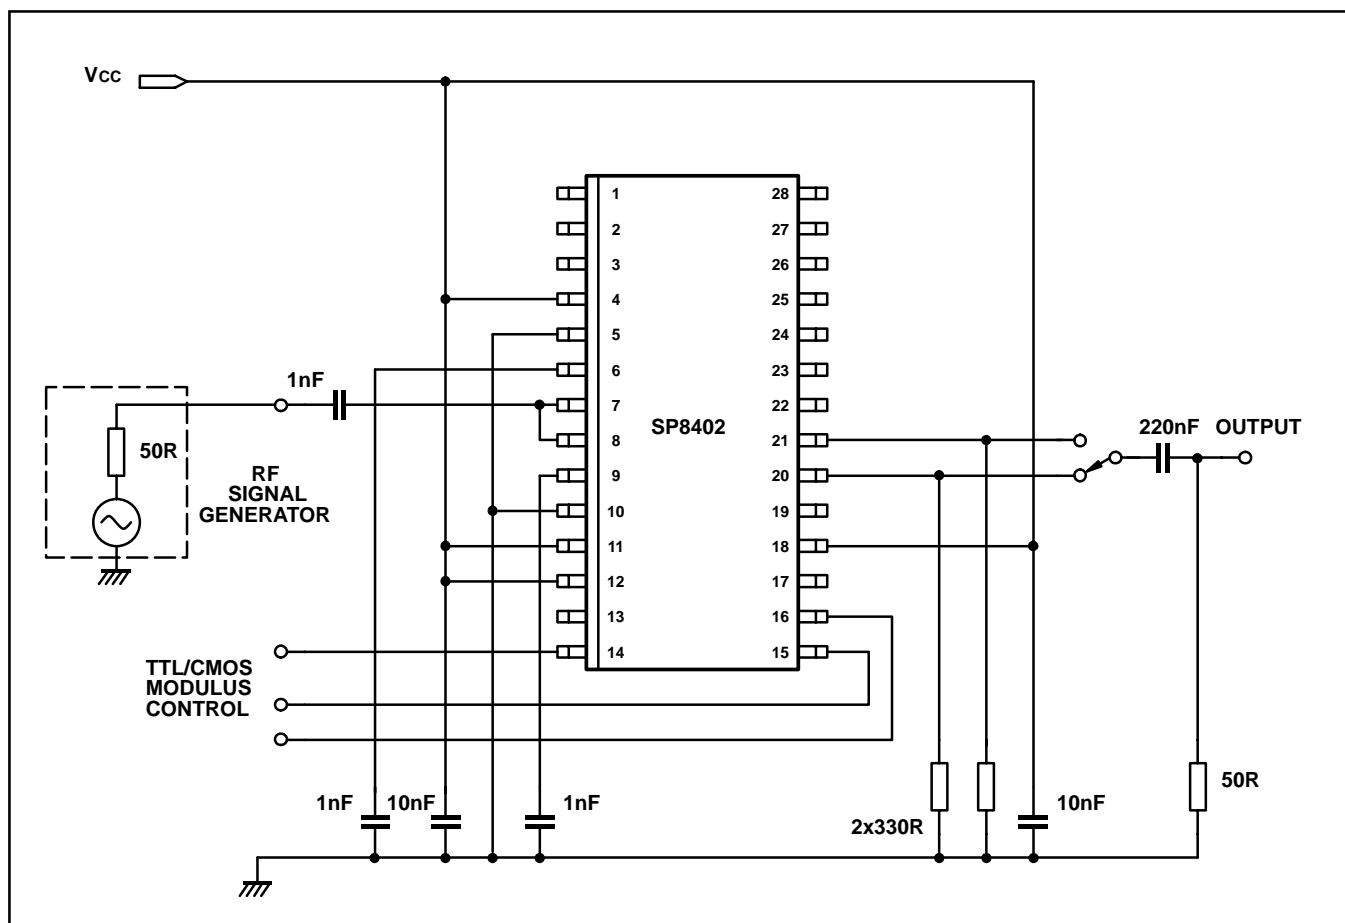 Vcc
1
28
2
27
3
26
4
25
5
24
6
23
1nF
7
22
SP8402
8
21
220nF OUTPUT
50R
9
20
RF
SIGNAL
GENERATOR
10
19
11
18
12
17
13
16
14
15
TTL/CMOS
MODULUS
CONTROL
1nF
10nF
1nF
2x330R
10nF
50R